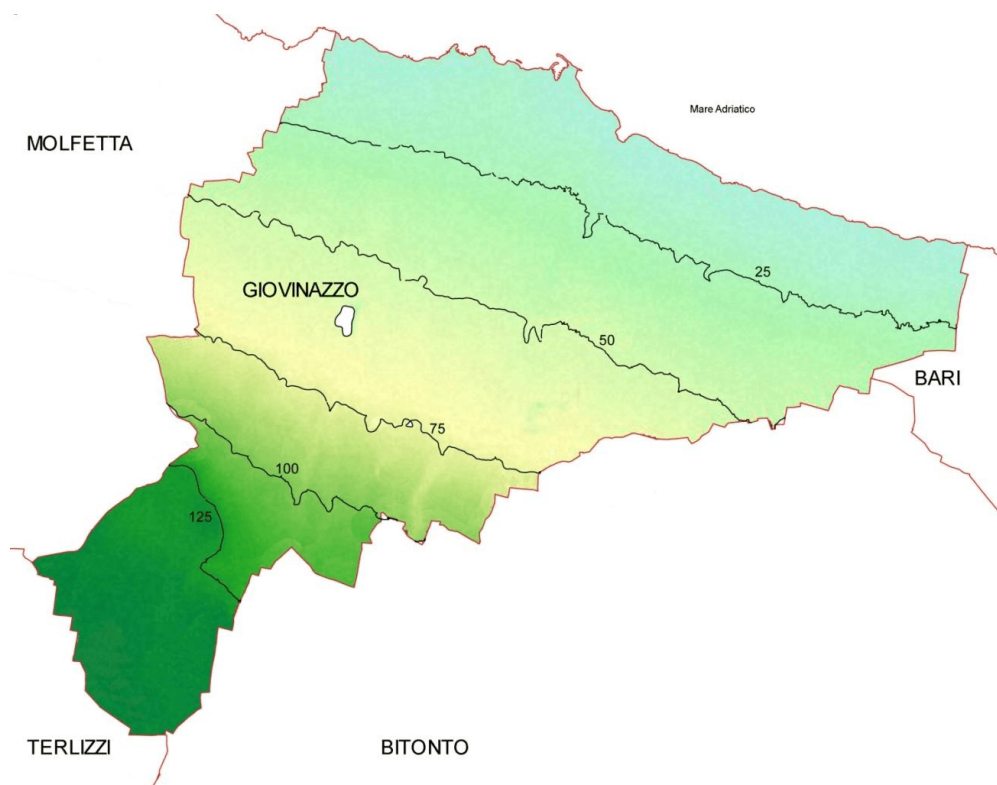 Mare Adriatico
MOLFETTA
25
GIOVINAZZO
50
BARI
75
100
125
TERLIZZI
BITONTO